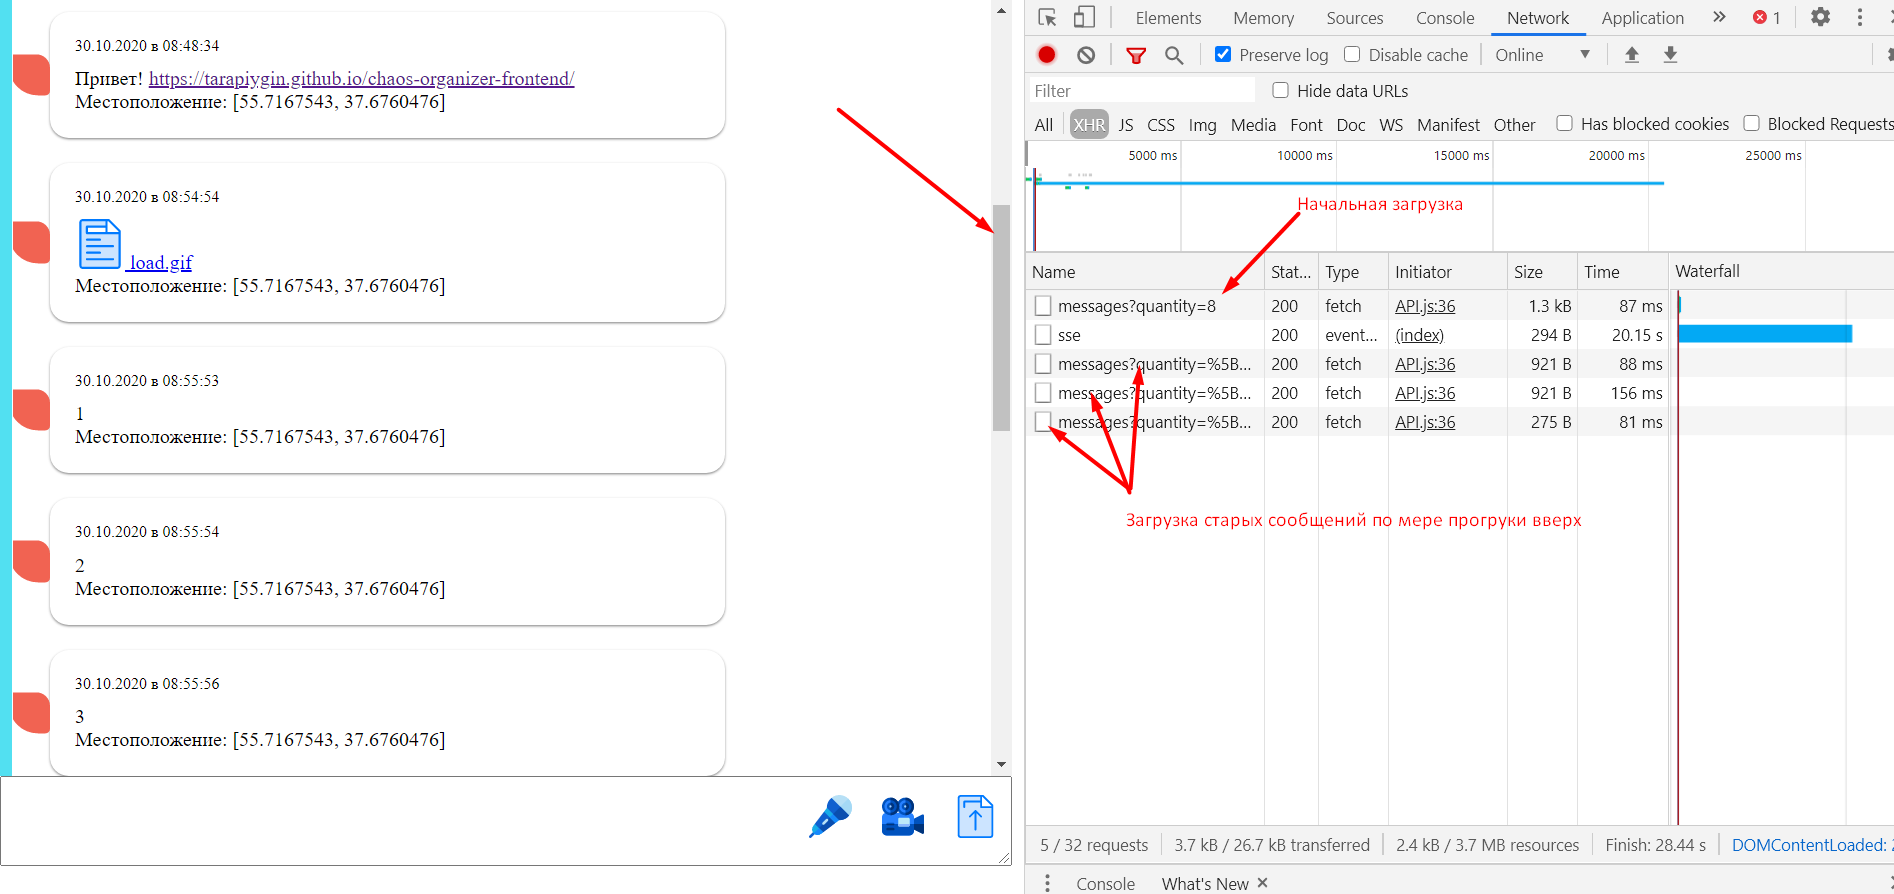 30.10.2020 в 08:48:34
Привет! https://tarapiygin.github.io/chaos-organizer-frontend/
Местоположение: [55.7167543, 37.6760476]
30.10.2020 в 08:54:54
load.gif
Местоположение: [55.7167543, 37.6760476]
30.10.2020 в 08:55:53
1
Местоположение: [55.7167543, 37.6760476]
30.10.2020 в 08:55:54
2
Местоположение: [55.7167543, 37.6760476]
30.10.2020 в 08:55:56
3
Местоположение: [55.7167543, 37.6760476]
Elements Memory Sources Console Network Application » 1
Preserve log Disable cache Online
Filter Hide data URLs
All XHR JS CSS Img Media Font Doc WS Manifest Other Has blocked cookies Blocked Requests
5000 ms 10000 ms 15000 ms 20000 ms 25000 ms
Начальная загрузка
Name Stat... Type Initiator Size Time Waterfall
messages?quantity=8 200 fetch API.js:36 1.3 kB 87 ms
sse 200 event... (index) 294 B 20.15 s
messages?quantity=%5B... 200 fetch API.js:36 921 B 88 ms
messages?quantity=%5B... 200 fetch API.js:36 921 B 156 ms
messages?quantity=%5B... 200 fetch API.js:36 275 B 81 ms
Загрузка старых сообщений по мере прогруки вверх
5 / 32 requests 3.7 kB / 26.7 kB transferred 2.4 kB / 3.7 MB resources Finish: 28.44 s DOMContentLoaded:
Console What's New ×